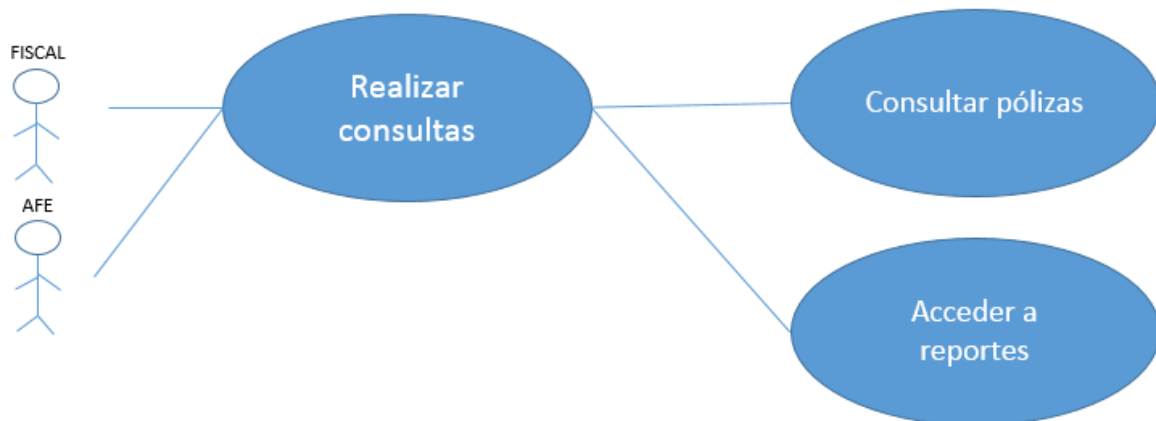 FISCAL
AFE
Realizar
consultas
Consultar pólizas
Acceder a
reportes